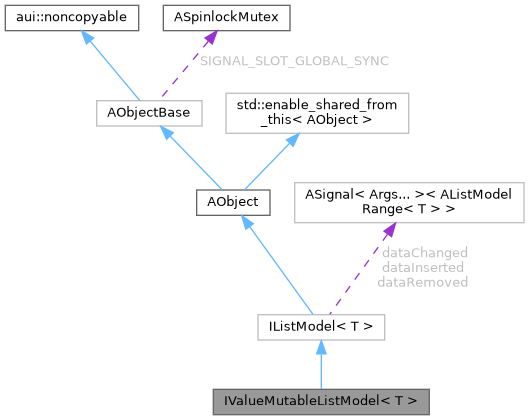 aui::noncopyable
ASpinlockMutex
SIGNAL_SLOT_GLOBAL_SYNC
AObjectBase
std::enable_shared_from
_this< AObject >
AObject
ASignal< Args... >< AListModel
Range< T > >
dataChanged
dataInserted
dataRemoved
IListModel< T >
IValueMutableListModel< T >